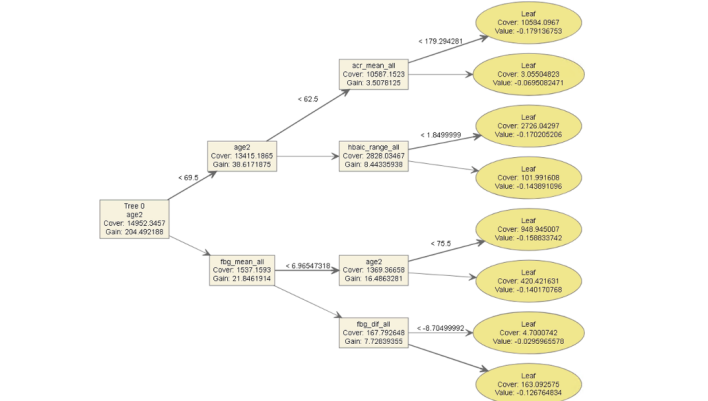 Leaf
Cover: 10584.0967
Value: -0.179136753
< 179.294281
acr_mean_all
Cover: 10587.1523
Gain: 3.5078125
Leaf
Cover: 3.05504823
Value: -0.0695082471
< 62.5
Leaf
Cover: 2726.04297
Value: -0.170205206
< 1.8499999
age2
Cover: 13415.1865
Gain: 38.6171875
hbaic_range_all
Cover: 2828.03467
Gain: 8.44335938
< 69.5
Leaf
Cover: 101.991608
Value: -0.143891096
Tree 0
age2
Cover: 14952.3457
Gain: 204.492188
Leaf
Cover: 948.945007
Value: -0.158833742
< 75.5
fbg_mean_all
Cover: 1537.1593
Gain: 21.8461914
< 6.96547318
age2
Cover: 1369.36658
Gain: 16.4863281
Leaf
Cover: 420.421631
Value: -0.140170768
fbg_dif_all
Cover: 167.792648
Gain: 7.72839355
< -8.70499992
Leaf
Cover: 4.7000742
Value: -0.0295965578
Leaf
Cover: 163.092575
Value: -0.126764834